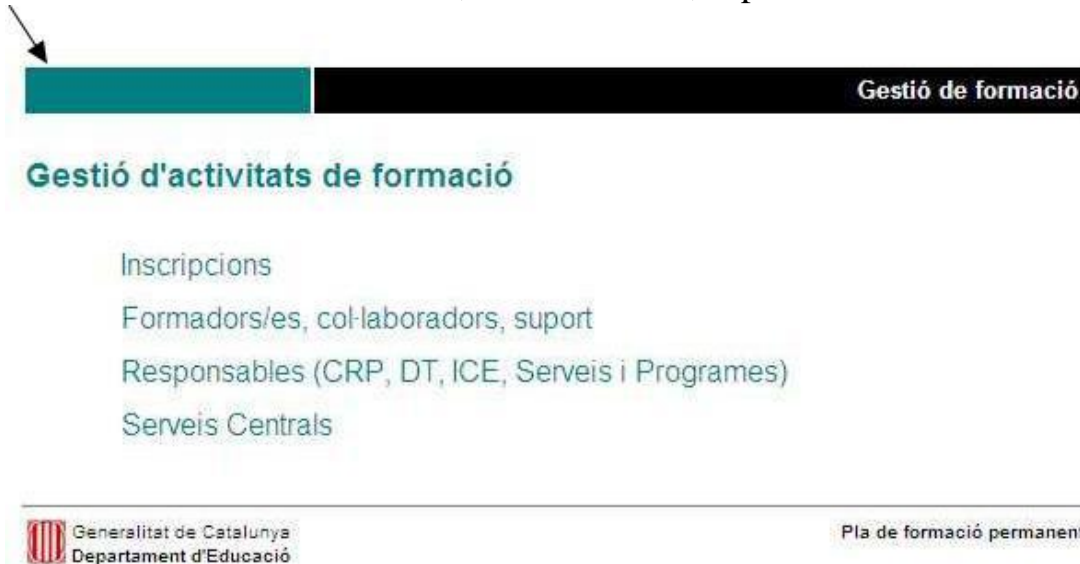 Gestió de formació
Gestió d'activitats de formació
Inscripcions
Formadors/es, col·laboradors, suport
Responsables (CRP, DT, ICE, Serveis i Programes)
Serveis Centrals
Generalitat de Catalunya
Departament d'Educació
Pla de formació permanent